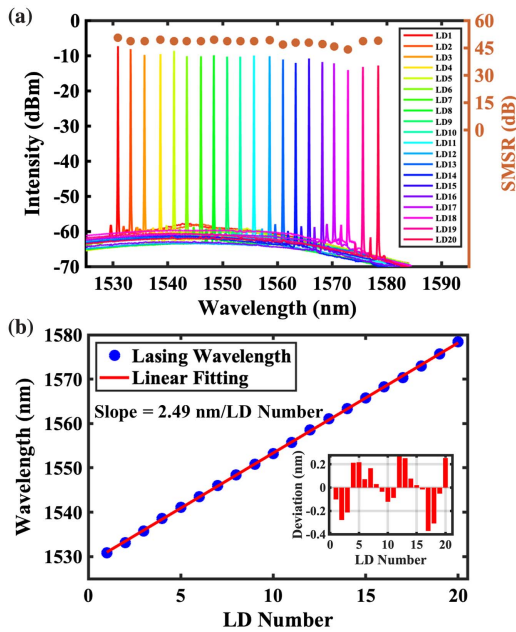 (a)
0
-10
-20
-30
-40
-50
-60
-70
Intensity (dBm)
1530 1540 1550 1560 1570 1580 1590
Wavelength (nm)
60
45
30
15
0
SMSR (dB)
LD1
LD2
LD3
LD4
LD5
LD6
LD7
LD8
LD9
LD10
LD11
LD12
LD13
LD14
LD15
LD16
LD17
LD18
LD19
LD20
(b)
1580
1570
1560
1550
1540
1530
Wavelength (nm)
Lasing Wavelength
Linear Fitting
Slope = 2.49 nm/LD Number
0.2
0
-0.2
-0.4
Deviation (nm)
0 5 10 15 20
LD Number
0 5 10 15 20
LD Number